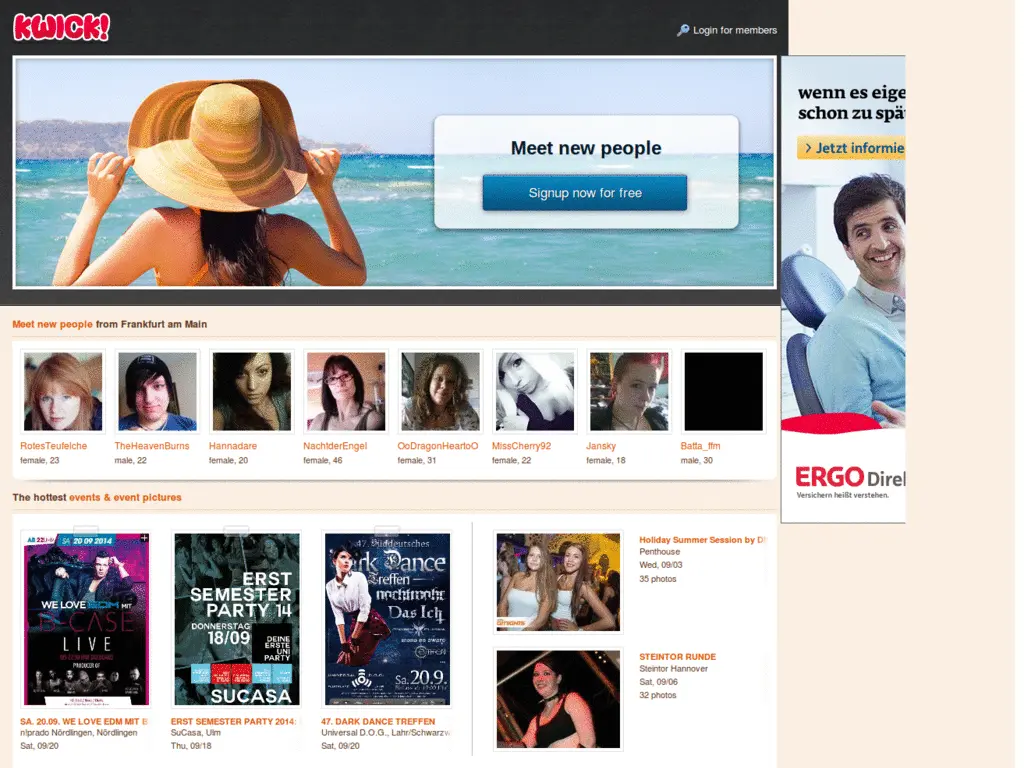 KWICK!
Login for members
Meet new people
Signup now for free
wenn es eige
schon zu spä
> Jetzt informie
ERGO Direk
Versichern heißt verstehen.
Meet new people from Frankfurt am Main
RotesTeufelche
female, 23
TheHeavenBurns
male, 22
Hannadare
female, 20
NachtderEngel
female, 46
OoDragonHeartoO
female, 31
MissCherry92
female, 22
Jansky
female, 18
Batta_ffm
male, 30
The hottest events & event pictures
SA 20 09 2014
WE LOVE EDM MIT
LIVE
PRODUCER OF
SA. 20.09. WE LOVE EDM MIT B
n!prado Nördlingen, Nördlingen
Sat, 09/20
ERST
SEMESTER
PARTY 14
DONNERSTAG
18/09
DEINE
ERSTE
UNI
PARTY
SUCASA
ERST SEMESTER PARTY 2014:
SuCasa, Ulm
Thu, 09/18
47. Süddeutsches
Dark Dance
Treffen
nachtmahr
Das Ich
Sa. 20.9.
47. DARK DANCE TREFFEN
Universal D.O.G., Lahr/Schwarzw
Sat, 09/20
Holiday Summer Session by D
Penthouse
Wed, 09/03
35 photos
STEINTOR RUNDE
Steintor Hannover
Sat, 09/06
32 photos